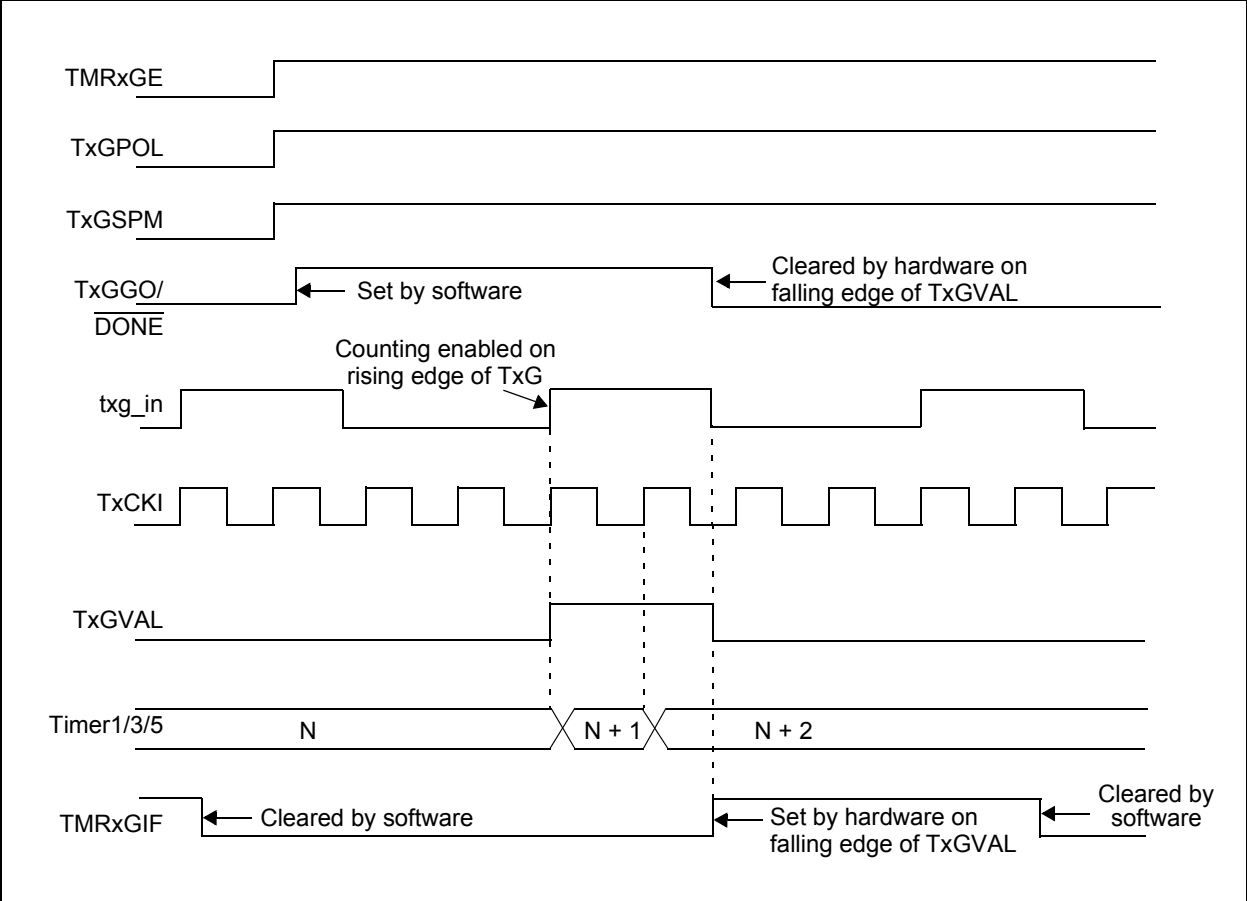 TMRxGE
TxGPOL
TxGSPM
TxGGO/
DONE
Set by software
Cleared by hardware on
falling edge of TxGVAL
Counting enabled on
rising edge of TxG
txg_in
TxCKI
TxGVAL
Timer1/3/5
N
N + 1
N + 2
TMRxGIF
Cleared by software
Set by hardware on
falling edge of TxGVAL
Cleared by
software